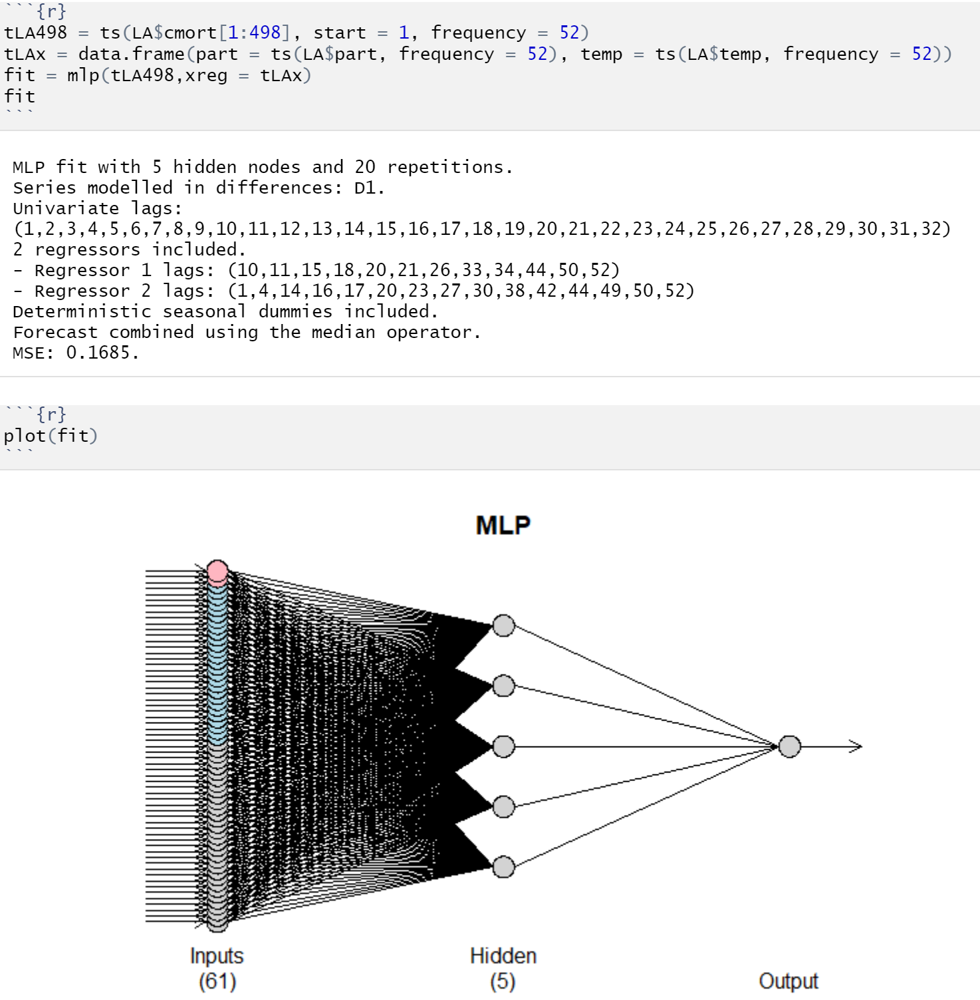 ```{r}
tLA498 = ts(LA$cmort[1:498], start = 1, frequency = 52)
tLAx = data.frame(part = ts(LA$part, frequency = 52), temp = ts(LA$temp, frequency = 52))
fit = mlp(tLA498,xreg = tLAx)
fit
```
MLP fit with 5 hidden nodes and 20 repetitions.
Series modelled in differences: D1.
Univariate lags:
(1,2,3,4,5,6,7,8,9,10,11,12,13,14,15,16,17,18,19,20,21,22,23,24,25,26,27,28,29,30,31,32)
2 regressors included.
- Regressor 1 lags: (10,11,15,18,20,21,26,33,34,44,50,52)
- Regressor 2 lags: (1,4,14,16,17,20,23,27,30,38,42,44,49,50,52)
Deterministic seasonal dummies included.
Forecast combined using the median operator.
MSE: 0.1685.
```{r}
plot(fit)
```
MLP
Inputs
(61)
Hidden
(5)
Output